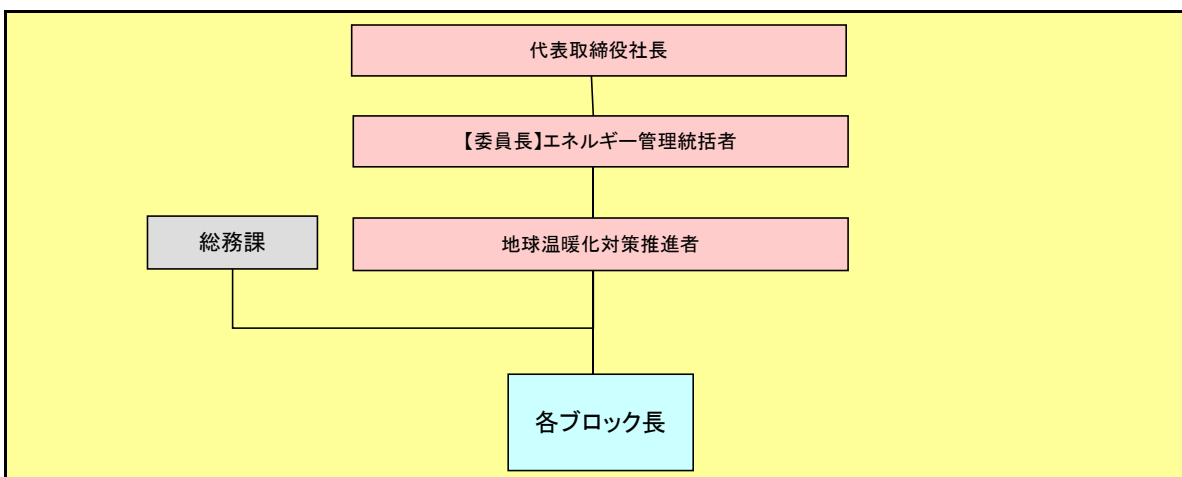 代表取締役社長
【委員長】エネルギー管理統括者
総務課
地球温暖化対策推進者
各ブロック長